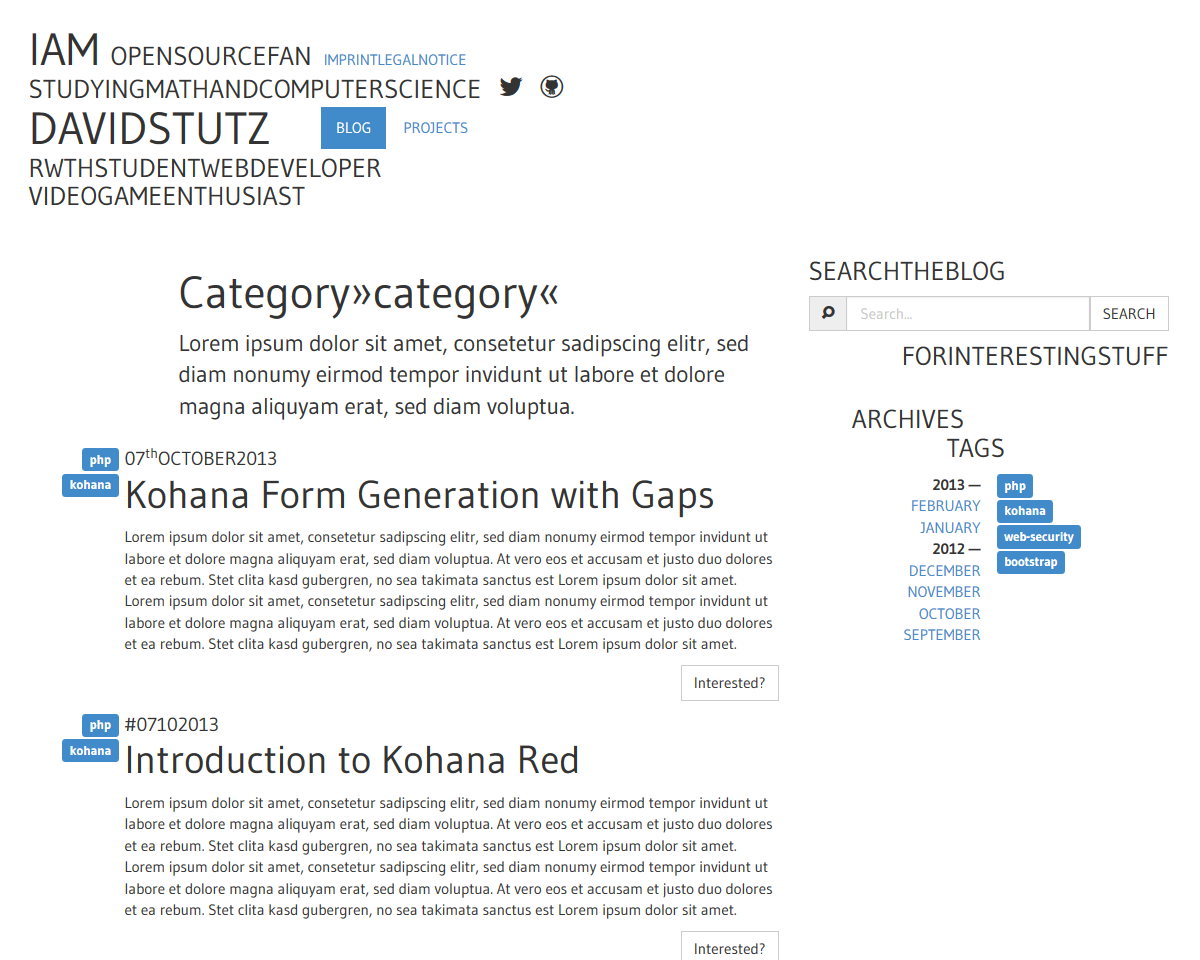 IAM OPENSOURCEFAN IMPRINTLEGALNOTICE
STUDYINGMATHANDCOMPUTERSCIENCE
DAVIDSTUTZ BLOG PROJECTS
RWTHSTUDENTWEBDEVELOPER
VIDEOGAMEENTHUSIAST
Category»category«
Lorem ipsum dolor sit amet, consetetur sadipscing elitr, sed
diam nonumy eirmod tempor invidunt ut labore et dolore
magna aliquyam erat, sed diam voluptua.
php 07thOCTOBER2013
kohana Kohana Form Generation with Gaps
Lorem ipsum dolor sit amet, consetetur sadipscing elitr, sed diam nonumy eirmod tempor invidunt ut
labore et dolore magna aliquyam erat, sed diam voluptua. At vero eos et accusam et justo duo dolores
et ea rebum. Stet clita kasd gubergren, no sea takimata sanctus est Lorem ipsum dolor sit amet.
Lorem ipsum dolor sit amet, consetetur sadipscing elitr, sed diam nonumy eirmod tempor invidunt ut
labore et dolore magna aliquyam erat, sed diam voluptua. At vero eos et accusam et justo duo dolores
et ea rebum. Stet clita kasd gubergren, no sea takimata sanctus est Lorem ipsum dolor sit amet.
Interested?
php #07102013
kohana Introduction to Kohana Red
Lorem ipsum dolor sit amet, consetetur sadipscing elitr, sed diam nonumy eirmod tempor invidunt ut
labore et dolore magna aliquyam erat, sed diam voluptua. At vero eos et accusam et justo duo dolores
et ea rebum. Stet clita kasd gubergren, no sea takimata sanctus est Lorem ipsum dolor sit amet.
Lorem ipsum dolor sit amet, consetetur sadipscing elitr, sed diam nonumy eirmod tempor invidunt ut
labore et dolore magna aliquyam erat, sed diam voluptua. At vero eos et accusam et justo duo dolores
et ea rebum. Stet clita kasd gubergren, no sea takimata sanctus est Lorem ipsum dolor sit amet.
Interested?
SEARCHTHEBLOG
Search... SEARCH
FORINTERESTINGSTUFF
ARCHIVES
TAGS
2013 —
FEBRUARY
JANUARY
2012 —
DECEMBER
NOVEMBER
OCTOBER
SEPTEMBER
php
kohana
web-security
bootstrap